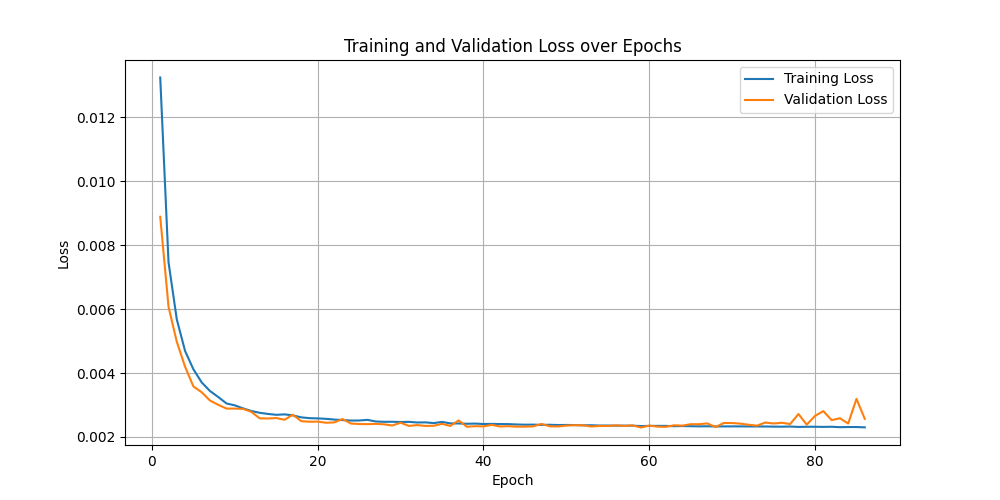 Training and Validation Loss over Epochs
Training Loss
Validation Loss
0.012
0.010
0.008
0.006
0.004
0.002
Loss
0
20
40
60
80
Epoch